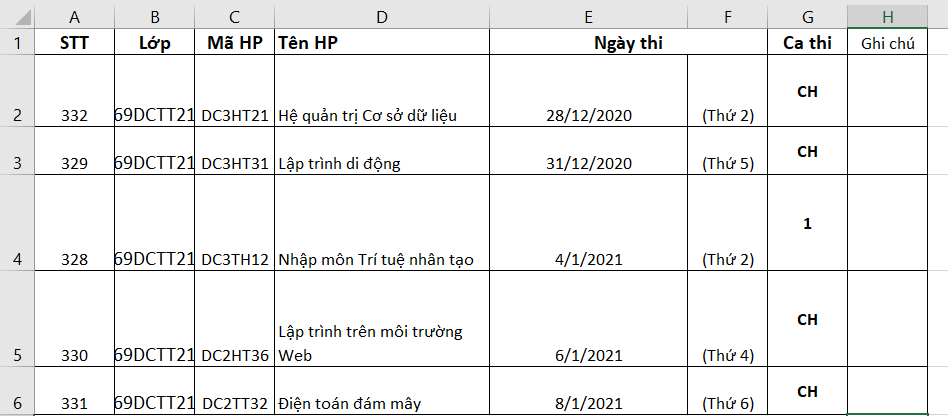 A B C D E F G H
1 STT Lớp Mã HP Tên HP Ngày thi Ca thi Ghi chú
2 332 69DCTT21 DC3HT21 Hệ quản trị Cơ sở dữ liệu 28/12/2020 (Thứ 2) CH
3 329 69DCTT21 DC3HT31 Lập trình di động 31/12/2020 (Thứ 5) CH
4 328 69DCTT21 DC3TH12 Nhập môn Trí tuệ nhân tạo 4/1/2021 (Thứ 2) 1
5 330 69DCTT21 DC2HT36 Lập trình trên môi trường
Web 6/1/2021 (Thứ 4) CH
6 331 69DCTT21 DC2TT32 Điện toán đám mây 8/1/2021 (Thứ 6) CH